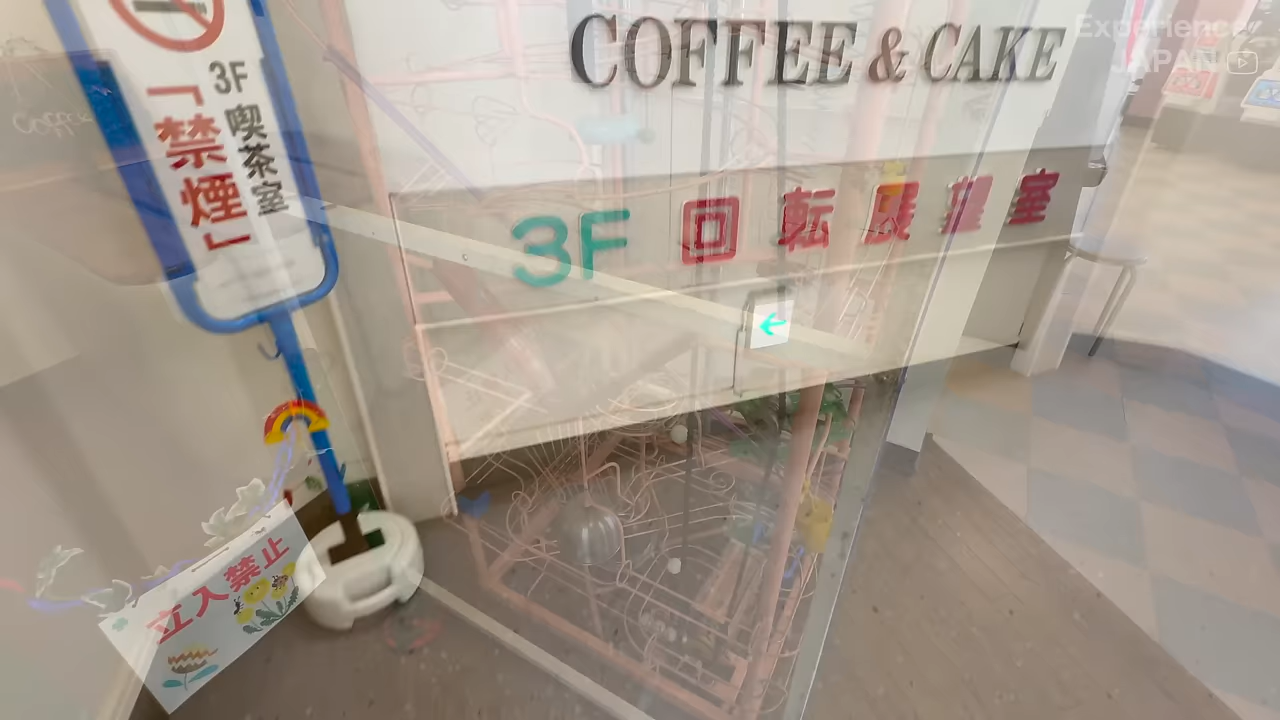 COFFEE & CAKE
Experience
JAPAN
3F 喫茶室
「禁煙」
Coffee
3F 回転展望室
立入禁止